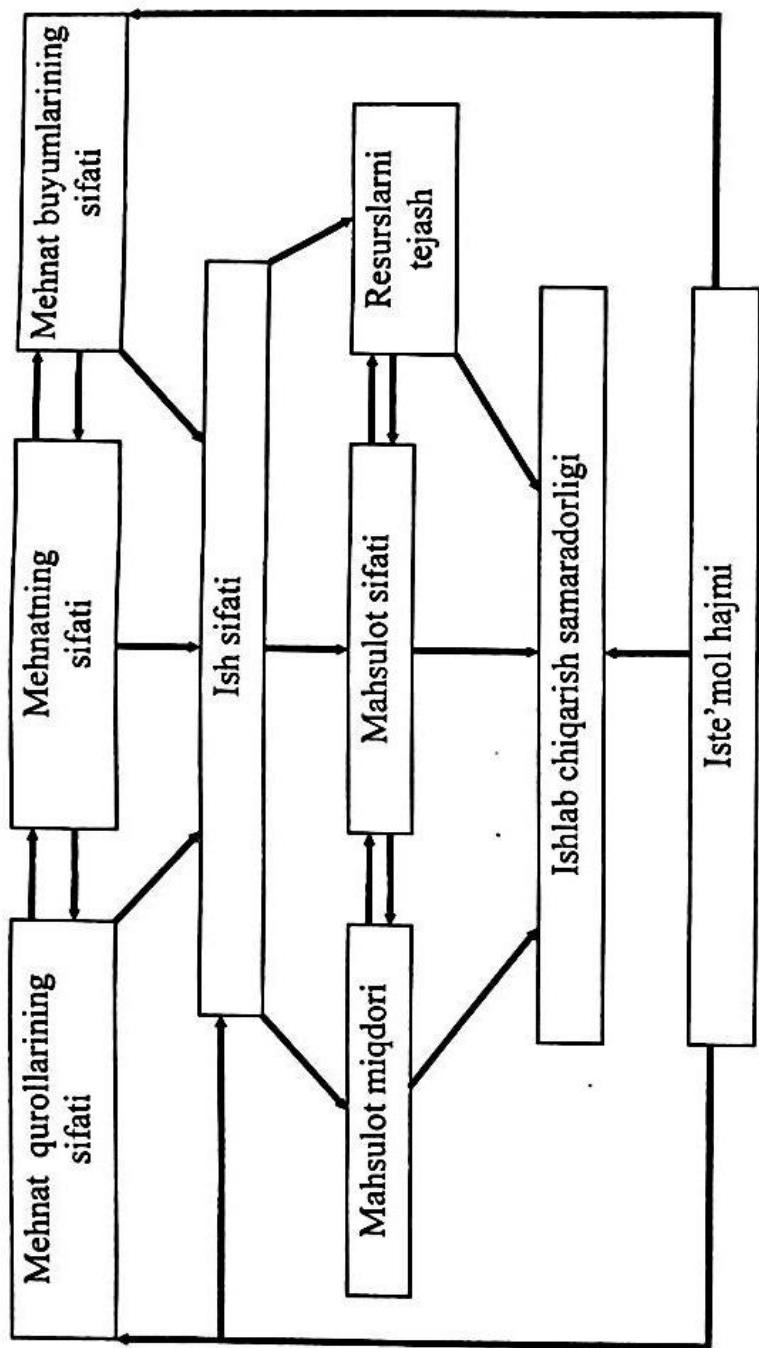 Mehnat qurollarining
sifati
Mehnatning
sifati
Mehnat buyumlarining
sifati
Ish sifati
Mahsulot miqdori
Mahsulot sifati
Resurslarni
tejash
Ishlab chiqarish samaradorligi
Iste’mol hajmi